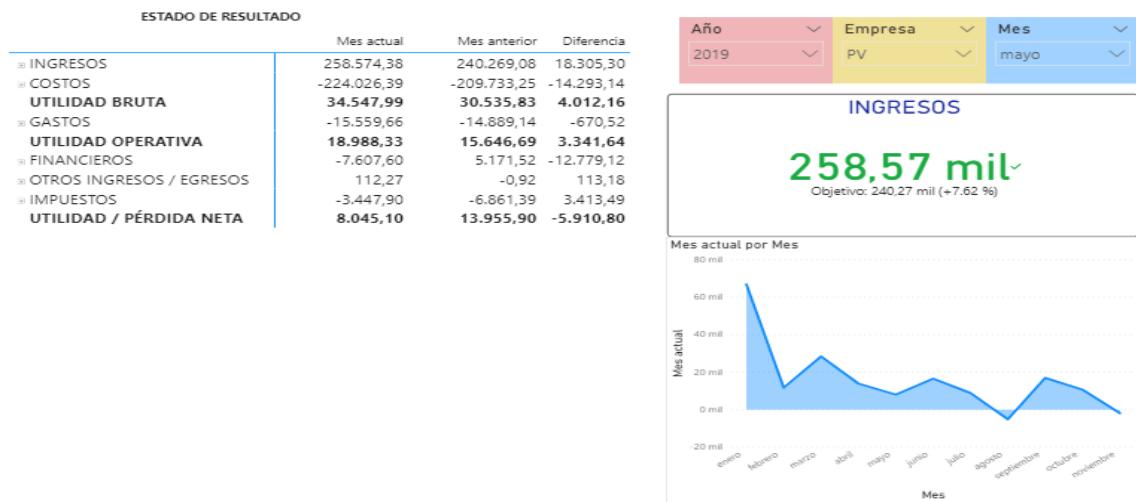 ESTADO DE RESULTADO
Mes actual Mes anterior Diferencia
INGRESOS 258.574,38 240.269,08 18.305,30
COSTOS -224.026,39 -209.733,25 -14.293,14
UTILIDAD BRUTA 34.547,99 30.535,83 4.012,16
GASTOS -15.559,66 -14.889,14 -670,52
UTILIDAD OPERATIVA 18.988,33 15.646,69 3.341,64
FINANCIEROS -7.607,60 5.171,52 -12.779,12
OTROS INGRESOS / EGRESOS 112,27 -0,92 113,18
IMPUESTOS -3.447,90 -6.861,39 3.413,49
UTILIDAD / PÉRDIDA NETA 8.045,10 13.955,90 -5.910,80
Año Empresa Mes
2019 PV mayo
INGRESOS
258,57 mil
Objetivo: 240,27 mil (+7.62 %)
Mes actual por Mes
80 mil
60 mil
40 mil
20 mil
0 mil
-20 mil
Mes actual
enero febrero marzo abril mayo junio julio agosto septiembre octubre noviembre
Mes